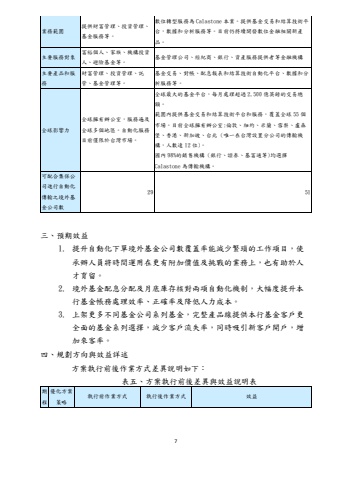 業務範圍
提供財富管理、投資管理、
基金服務等。
數位轉型服務為 Calastone 本業，提供基金交易和結算技術平
台，數據和分析服務等，目前仍持續開發數位金融相關新產
品。
主要服務對象
富裕個人、家族、機構投資
人、避險基金等。
基金管理公司、經紀商、銀行、資產服務提供者等金融機構
主要產品和服
務
財富管理、投資管理、託
管、基金管理等。
基金交易、對帳、配息報表和結算技術自動化平台、數據和分
析服務等。
全球影響力
全球擁有辦公室，服務遍及
全球多個地區。自動化服務
目前僅限於台灣市場。
全球最大的基金平台，每月處理超過 2,500 億英鎊的交易總
額。
範圍內提供基金交易和結算技術平台和服務，覆蓋全球 55 個
市場。目前全球擁有辦公室(倫敦、紐約、米蘭、雪梨、盧森
堡、香港、新加坡、台北（唯一在台灣設置分公司的傳輸機
構，人數達 12 位)。
國內 98%的銷售機構（銀行、證券、基富通等)均選擇
Calastone 為傳輸機構。
可配合集保公
司進行自動化
傳輸之境外基
金公司數
29
51
三、預期效益
1. 提升自動化下單境外基金公司數覆蓋率能減少繁瑣的工作項目，使
承辦人員將時間運用在更有附加價值及挑戰的業務上，也有助於人
才育留。
2. 境外基金配息分配及月底庫存核對兩項自動化機制，大幅度提升本
行基金帳務處理效率、正確率及降低人力成本。
3. 上架更多不同基金公司系列基金，完整產品線提供本行基金客戶更
全面的基金系列選擇，減少客戶流失率，同時吸引新客戶開戶，增
加來客率。
四、規劃方向與效益詳述
方案執行前後作業方式差異說明如下：
表五、方案執行前後差異與效益說明表
期
程
優化方案
策略
執行前作業方式
執行後作業方式
效益
7